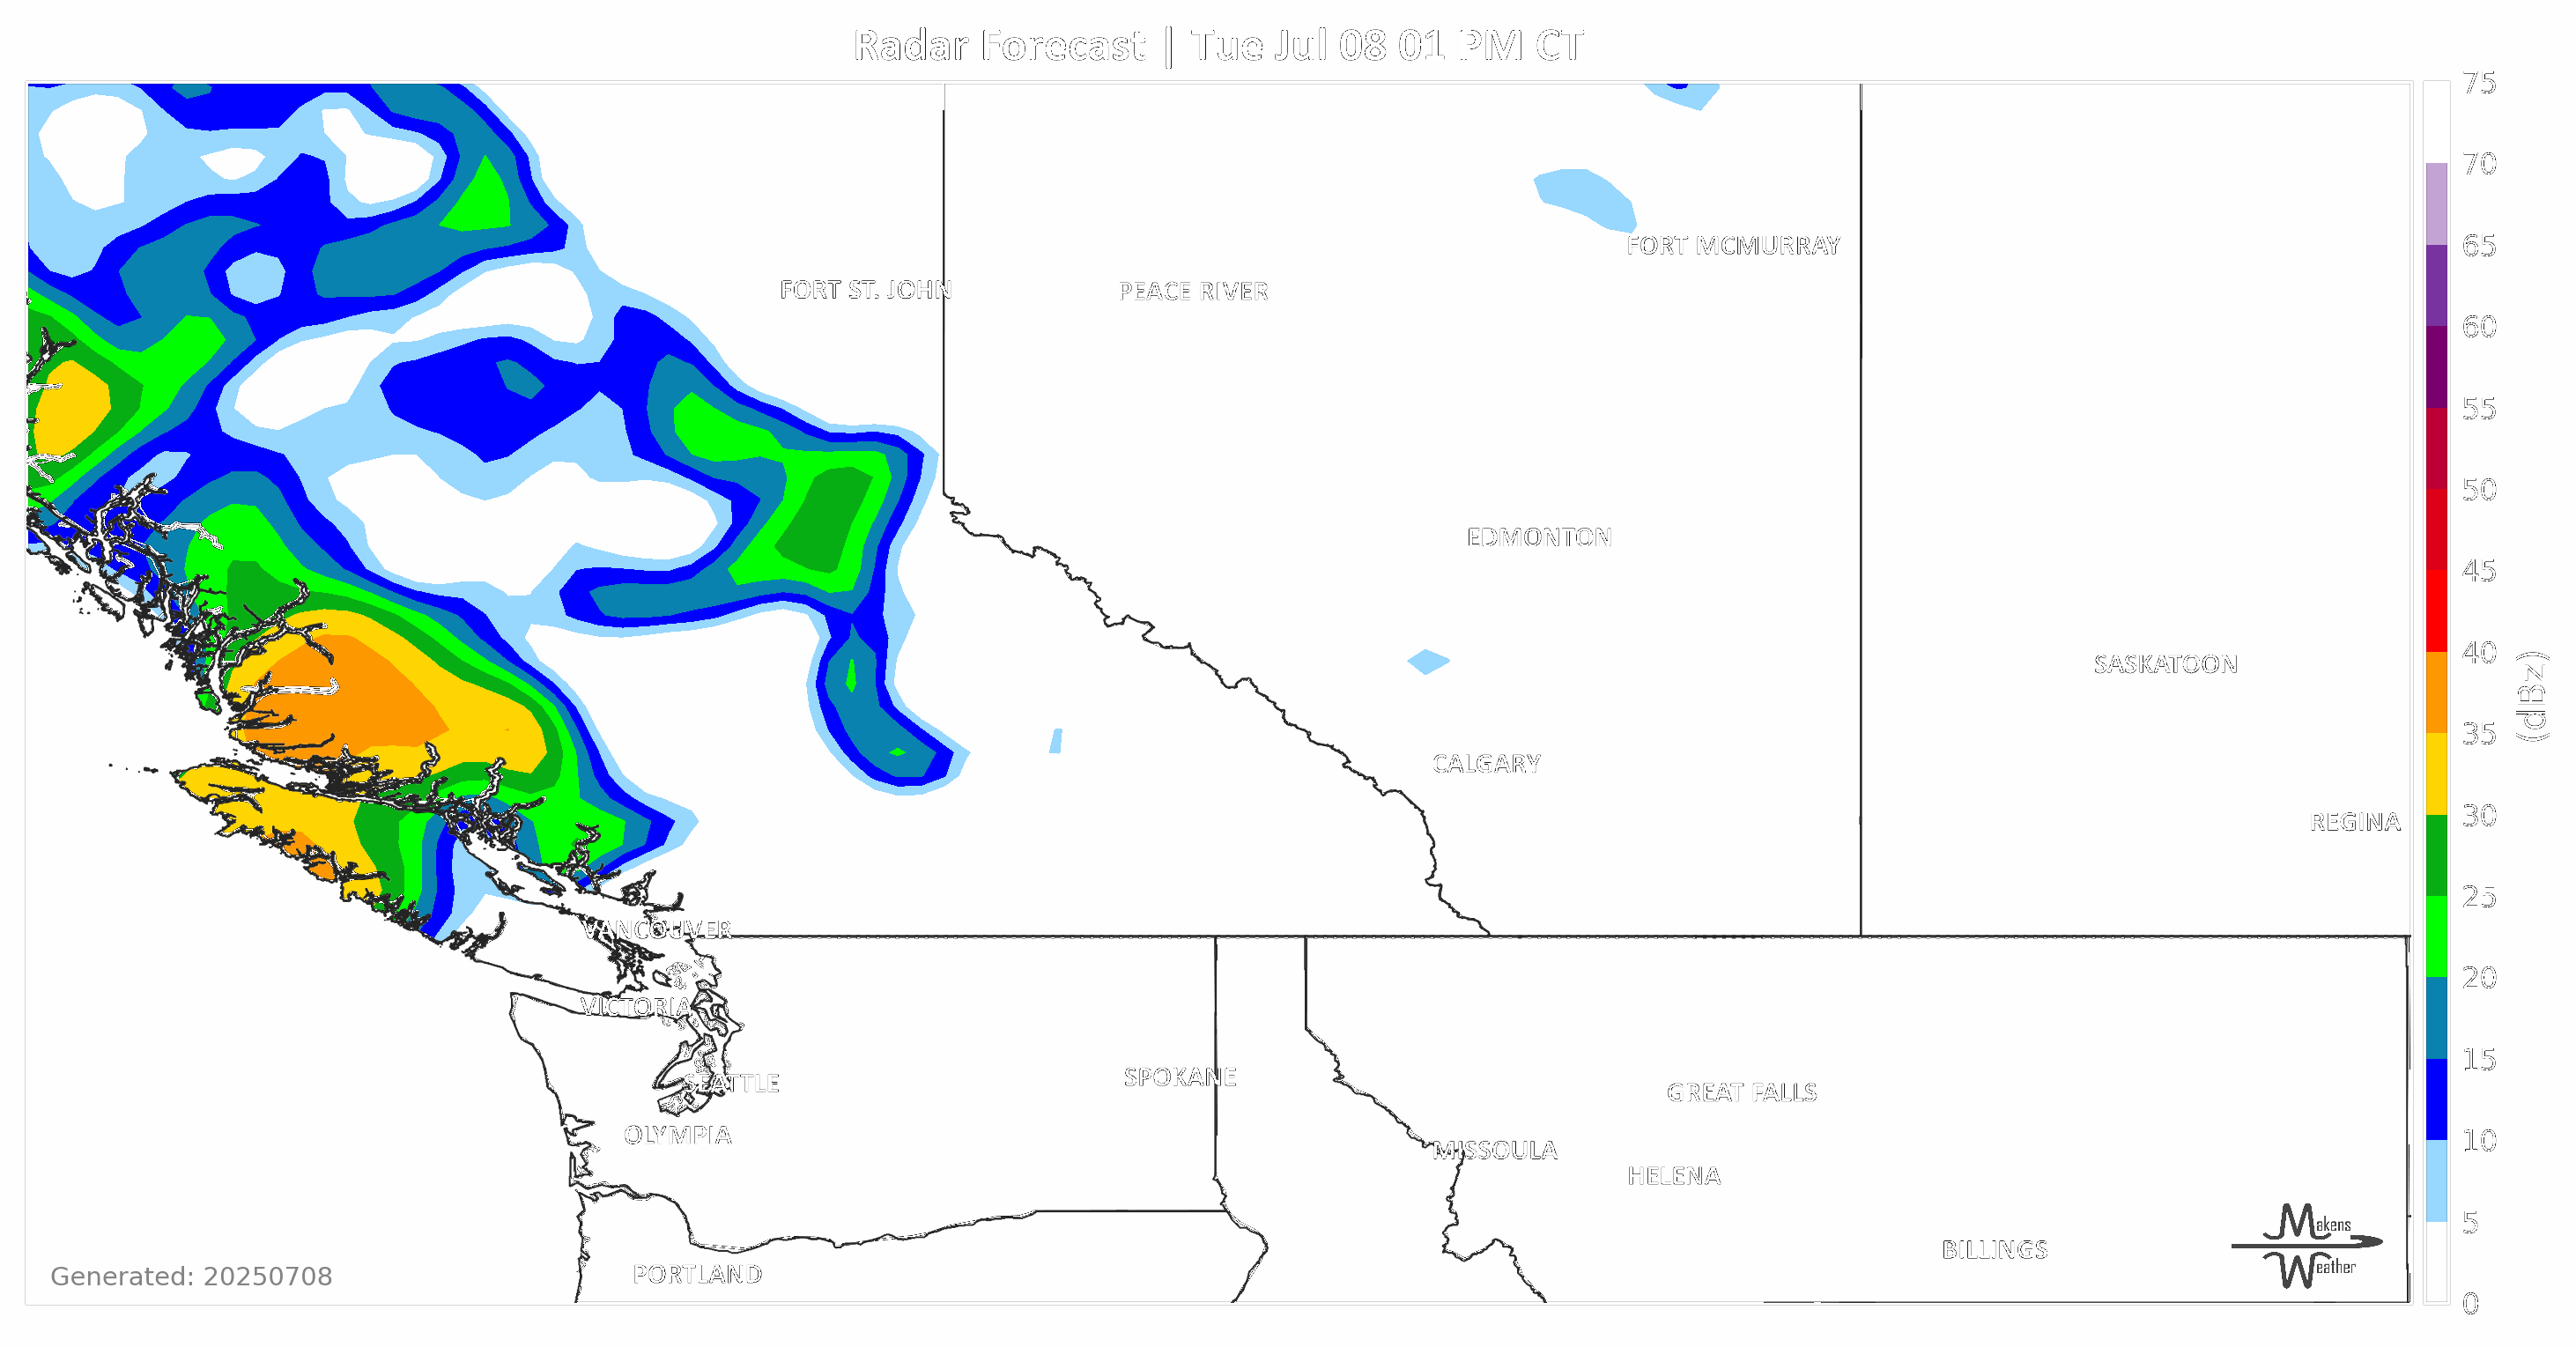 Radar Forecast | Tue Jul 08 01 PM CT
75
70
65
60
55
50
45
40
35
30
25
20
15
10
5
0
(dBz)
FORT MCMURRAY
FORT ST. JOHN
PEACE RIVER
EDMONTON
SASKATOON
CALGARY
REGINA
VANCOUVER
VICTORIA
SEATTLE
SPOKANE
GREAT FALLS
OLYMPIA
MISSOULA
HELENA
BILLINGS
PORTLAND
Makens
Weather
Generated: 20250708